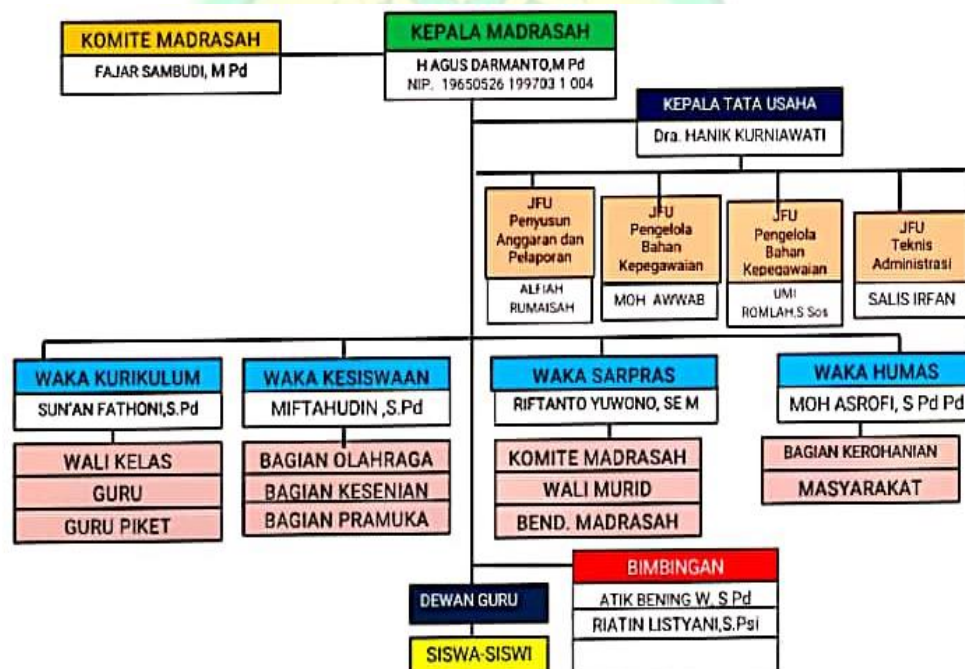 KOMITE MADRASAH
FAJAR SAMBUDI, M Pd
KEPALA MADRASAH
H AGUS DARMANTO,M Pd
NIP. 19650526 199703 1 004
KEPALA TATA USAHA
Dra. HANIK KURNIAWATI
JFU
Penyusun
Anggaran dan
Pelaporan
ALFIAH
RUMAISAH
JFU
Pengelola
Bahan
Kepegawaian
MOH AWWAB
JFU
Pengelola
Bahan
Kepegawaian
UMI
ROMLAH,S Sos
JFU
Teknis
Administrasi
SALIS IRFAN
WAKA KURIKULUM
SUN'AN FATHONI,S.Pd
WALI KELAS
GURU
GURU PIKET
WAKA KESISWAAN
MIFTAHUDIN ,S.Pd
BAGIAN OLAHRAGA
BAGIAN KESENIAN
BAGIAN PRAMUKA
WAKA SARPRAS
RIFTANTO YUWONO, SE M
KOMITE MADRASAH
WALI MURID
BEND. MADRASAH
WAKA HUMAS
MOH ASROFI, S Pd Pd
BAGIAN KEROHANIAN
MASYARAKAT
BIMBINGAN
ATIK BENING W, S Pd
RIATIN LISTYANI,S.Psi
DEWAN GURU
SISWA-SISWI